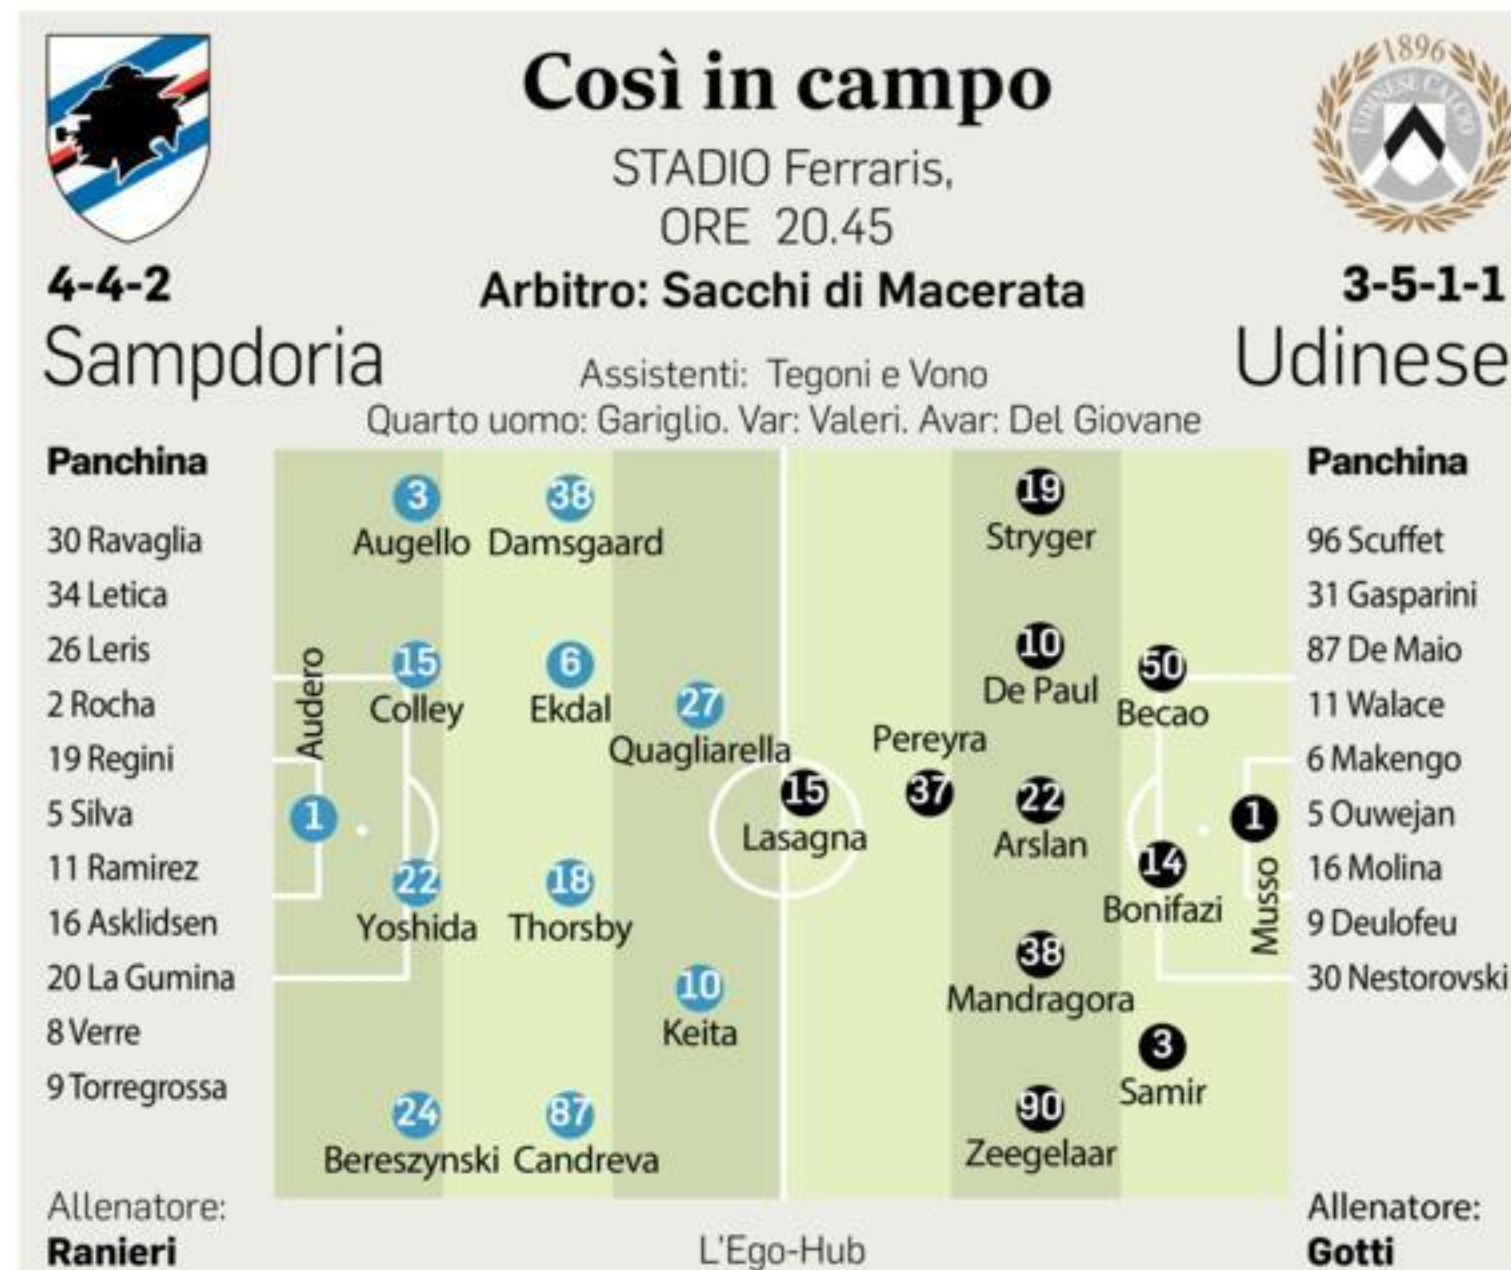 1896
UDINESE CALCIO
Così in campo
STADIO Ferraris,
ORE 20.45
Arbitro: Sacchi di Macerata
Assistenti: Tegoni e Vono
Quarto uomo: Gariglio. Var: Valeri. Avar: Del Giovane
4-4-2
Sampdoria
Panchina
30 Ravaglia
34 Letica
26 Leris
2 Rocha
19 Regini
5 Silva
11 Ramirez
16 Asklidsen
20 La Gumina
8 Verre
9 Torregrossa
Allenatore:
Ranieri
1
Audero
3
Augello
15
Colley
22
Yoshida
24
Bereszynski
38
Damsgaard
6
Ekdal
18
Thorsby
87
Candreva
27
Quagliarella
10
Keita
15
Lasagna
Pereyra
37
19
Stryger
10
De Paul
22
Arslan
38
Mandragora
90
Zeegelaar
50
Becao
14
Bonifazi
3
Samir
1
Musso
3-5-1-1
Udinese
Panchina
96 Scuffet
31 Gasparini
87 De Maio
11 Walace
6 Makengo
5 Ouwejan
16 Molina
9 Deulofeu
30 Nestorovski
Allenatore:
Gotti
L'Ego-Hub